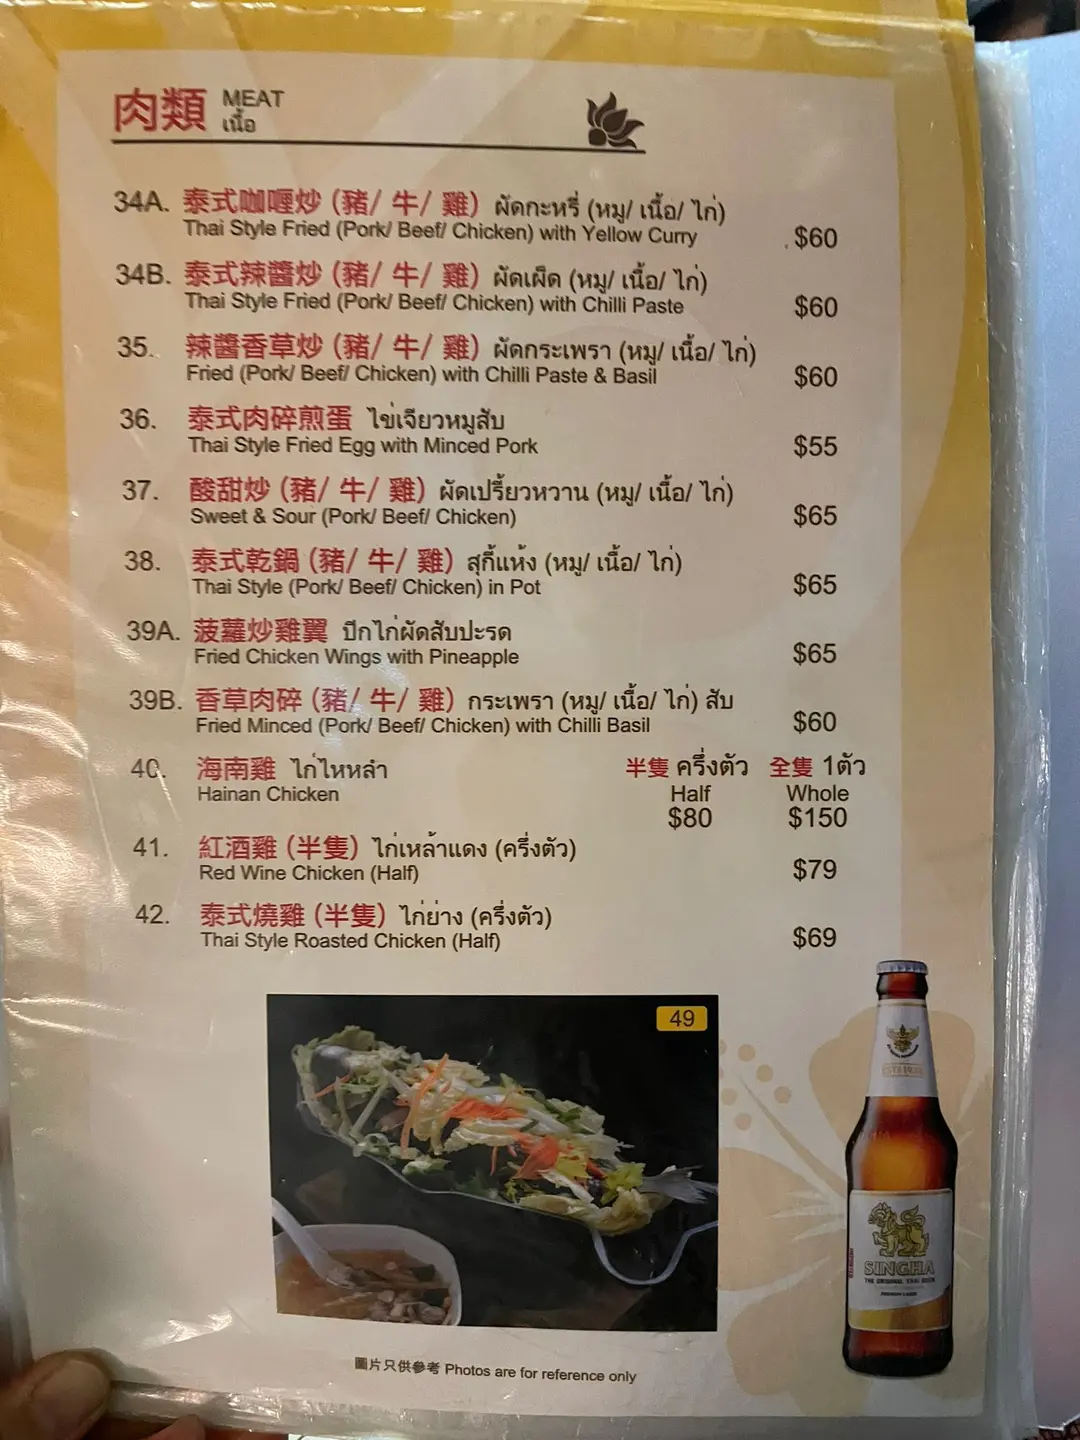 肉類 MEAT
เนื้อ
34A. 泰式咖喱炒 (豬/ 牛/ 雞) ผัดกะหรี่ (หมู/ เนื้อ/ ไก่)
Thai Style Fried (Pork/ Beef/ Chicken) with Yellow Curry $60
34B. 泰式辣醬炒 (豬/ 牛/ 雞) ผัดเผ็ด (หมู/ เนื้อ/ ไก่)
Thai Style Fried (Pork/ Beef/ Chicken) with Chilli Paste $60
35. 辣醬香草炒 (豬/ 牛/ 雞) ผัดกระเพรา (หมู/ เนื้อ/ ไก่)
Fried (Pork/ Beef/ Chicken) with Chilli Paste & Basil $60
36. 泰式肉碎煎蛋 ไข่เจียวหมูสับ
Thai Style Fried Egg with Minced Pork $55
37. 酸甜炒 (豬/ 牛/ 雞) ผัดเปรี้ยวหวาน (หมู/ เนื้อ/ ไก่)
Sweet & Sour (Pork/ Beef/ Chicken) $65
38. 泰式乾鍋 (豬/ 牛/ 雞) สุกี้แห้ง (หมู/ เนื้อ/ ไก่)
Thai Style (Pork/ Beef/ Chicken) in Pot $65
39A. 菠蘿炒雞翼 ปีกไก่ผัดสับปะรด
Fried Chicken Wings with Pineapple $65
39B. 香草肉碎 (豬/ 牛/ 雞) กระเพรา (หมู/ เนื้อ/ ไก่) สับ
Fried Minced (Pork/ Beef/ Chicken) with Chilli Basil $60
40. 海南雞 ไก่ไหหลำ 半隻 ครึ่งตัว 全隻 1ตัว
Hainan Chicken Half Whole
$80 $150
41. 紅酒雞 (半隻) ไก่เหล้าแดง (ครึ่งตัว)
Red Wine Chicken (Half) $79
42. 泰式燒雞 (半隻) ไก่ย่าง (ครึ่งตัว)
Thai Style Roasted Chicken (Half) $69
49
SINGHA
THE ORIGINAL THAI BEER
PREMIUM LAGER
圖片只供參考 Photos are for reference only